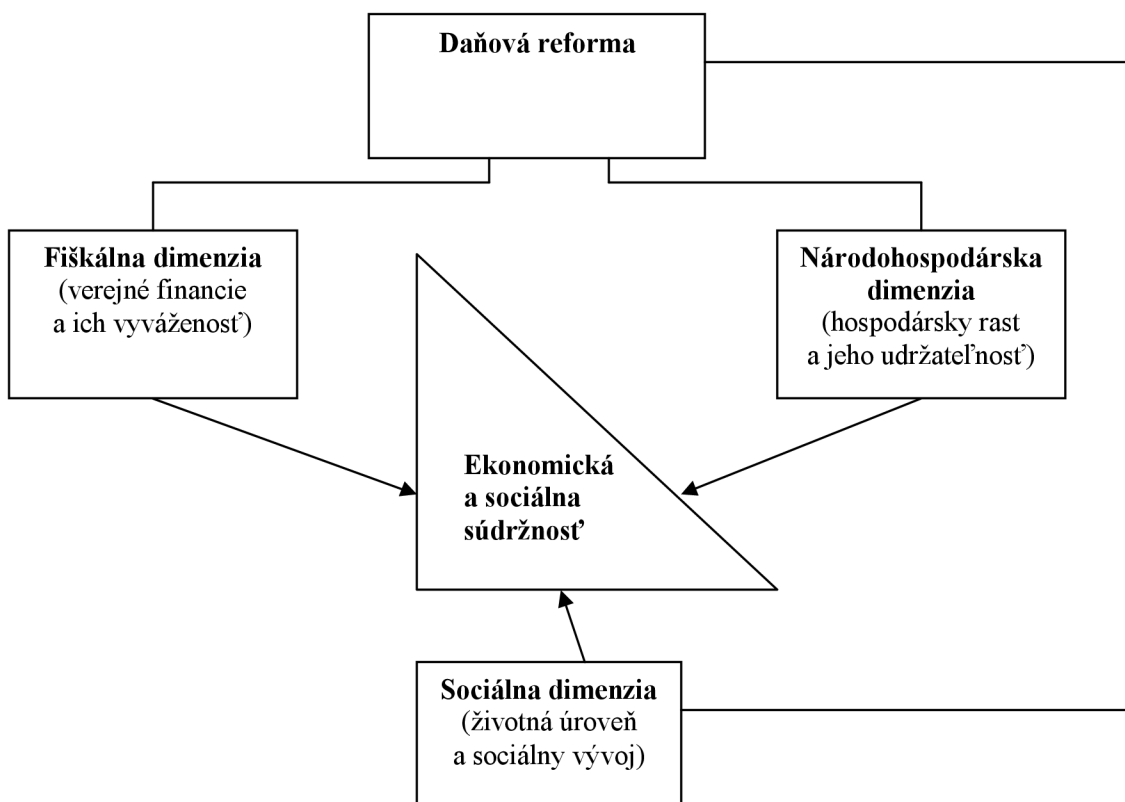 Daňová reforma
Fiškálna dimenzia
(verejné financie
a ich vyváženosť)
Národohospodárska
dimenzia
(hospodársky rast
a jeho udržateľnosť)
Ekonomická
a sociálna
súdržnosť
Sociálna dimenzia
(životná úroveň
a sociálny vývoj)